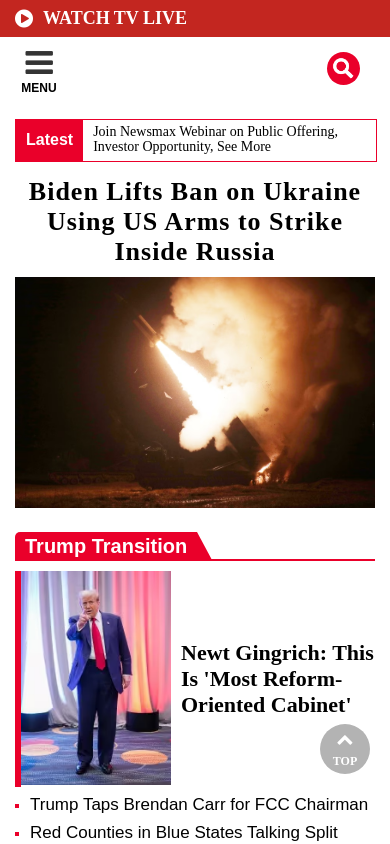 WATCH TV LIVE
MENU
Latest
Join Newsmax Webinar on Public Offering,
Investor Opportunity, See More
Biden Lifts Ban on Ukraine
Using US Arms to Strike
Inside Russia
Trump Transition
Newt Gingrich: This
Is 'Most Reform-
Oriented Cabinet'
TOP
Trump Taps Brendan Carr for FCC Chairman
Red Counties in Blue States Talking Split